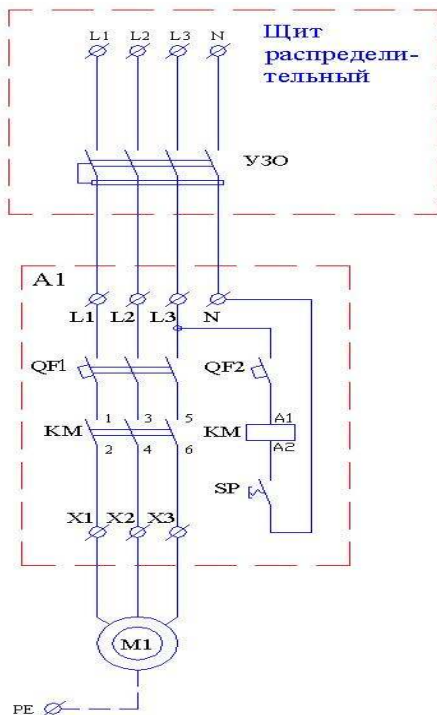 L1 L2 L3 N
Щит
распредели-
тельный
УЗО
A1
L1 L2 L3 N
QF1
QF2
KM 1 3 5
2 4 6
KM A1
A2
SP
X1 X2 X3
M1
PE